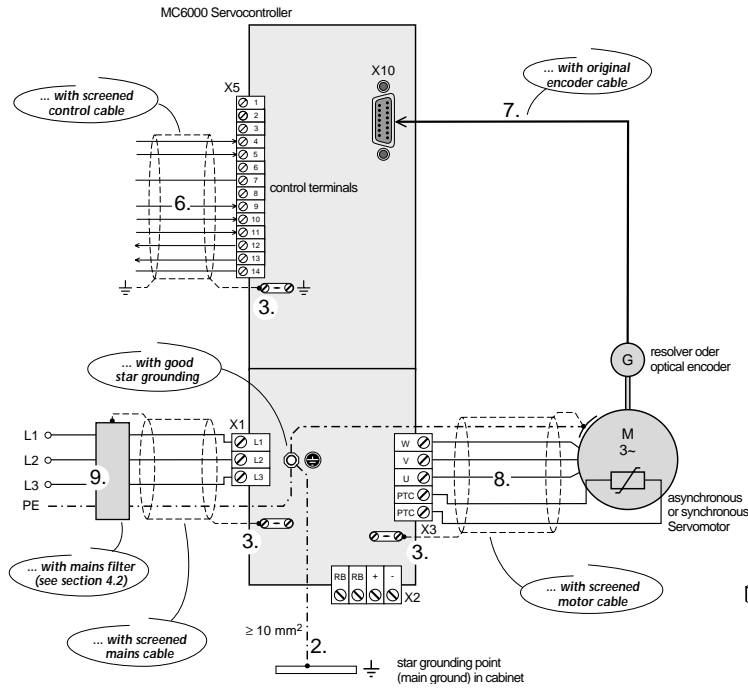 MC6000 Servocontroller
X10
... with original
encoder cable
7.
X5
... with screened
control cable
1
2
3
4
5
6
7
8
9
10
11
12
13
14
control terminals
6.
3.
... with good
star grounding
G
resolver oder
optical encoder
X1
L1
L2
L3
PE
9.
L1
L2
L3
W
V
U
PTC
PTC
X3
8.
M
3~
asynchronous
or synchronous
Servomotor
3.
3.
... with mains filter
(see section 4.2)
RB
RB
+
-
X2
... with screened
motor cable
... with screened
mains cable
≥ 10 mm²
2.
star grounding point
(main ground) in cabinet